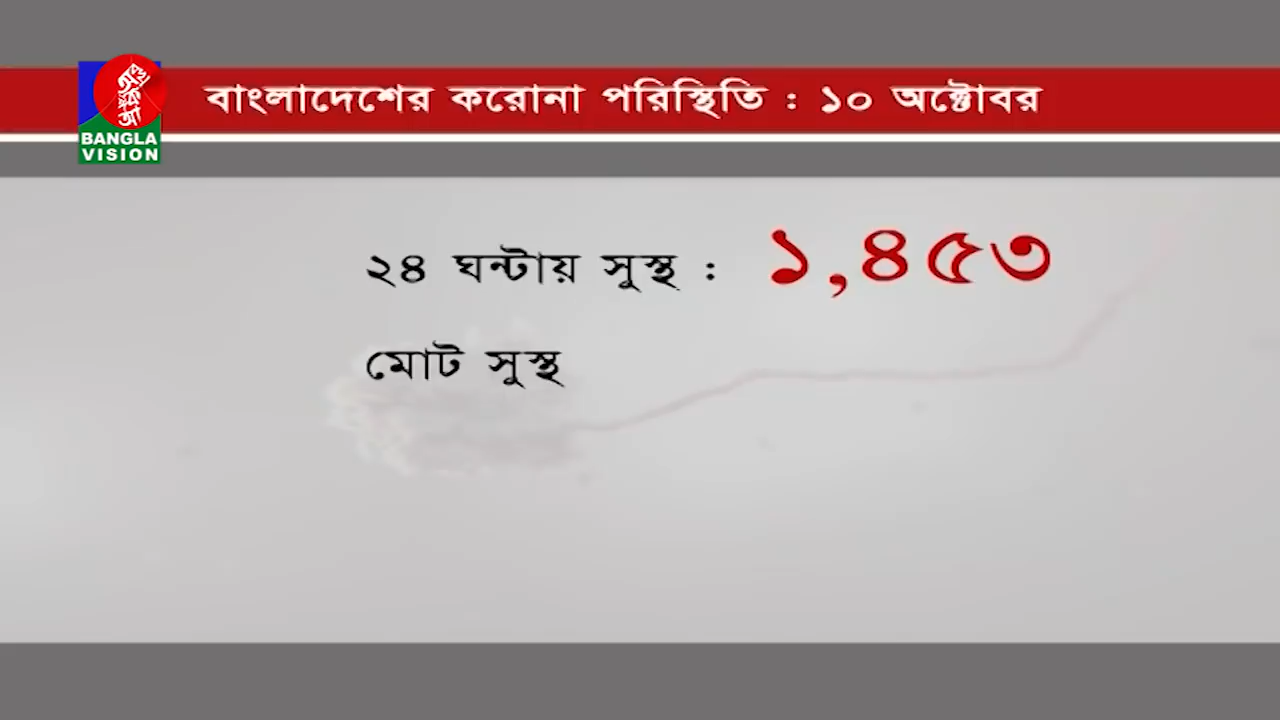 বাংলাদেশের করোনা পরিস্থিতি : ১০ অক্টোবর
BANGLA
VISION
২৪ ঘন্টায় সুস্থ : ১,৪৫৩
মোট সুস্থ